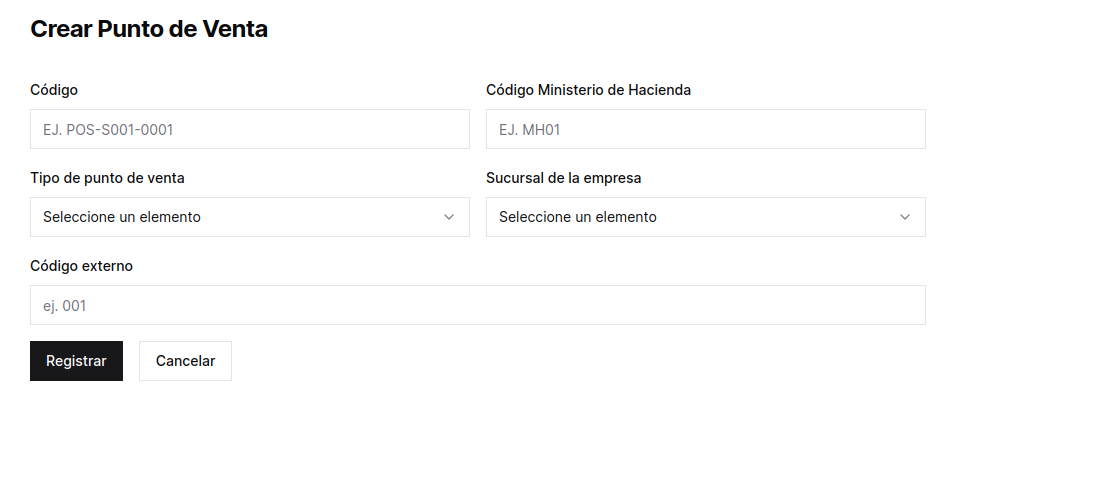 Crear Punto de Venta
Código
Código Ministerio de Hacienda
EJ. POS-S001-0001
EJ. MH01
Tipo de punto de venta
Sucursal de la empresa
Seleccione un elemento
Seleccione un elemento
Código externo
ej. 001
Registrar
Cancelar